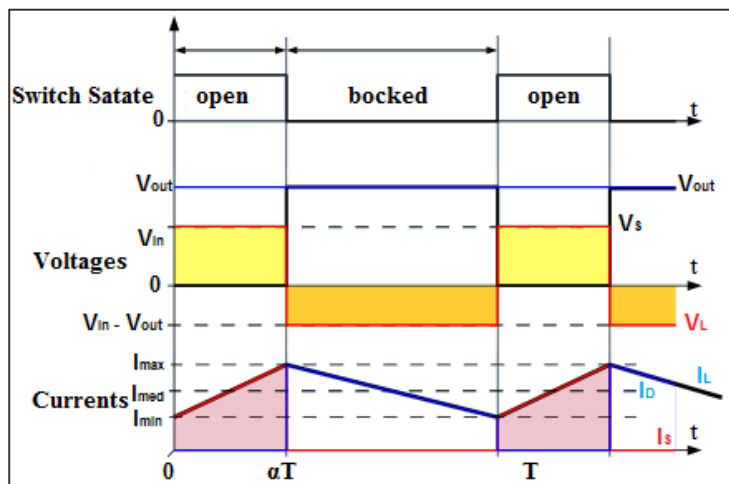 Switch Satate
open
bocked
open
t
0
Vout
Vout
Vin
Vs
Voltages
0
t
Vin - Vout
VL
Imax
IL
Currents
Imed
ID
Imin
Is
t
0
αT
T